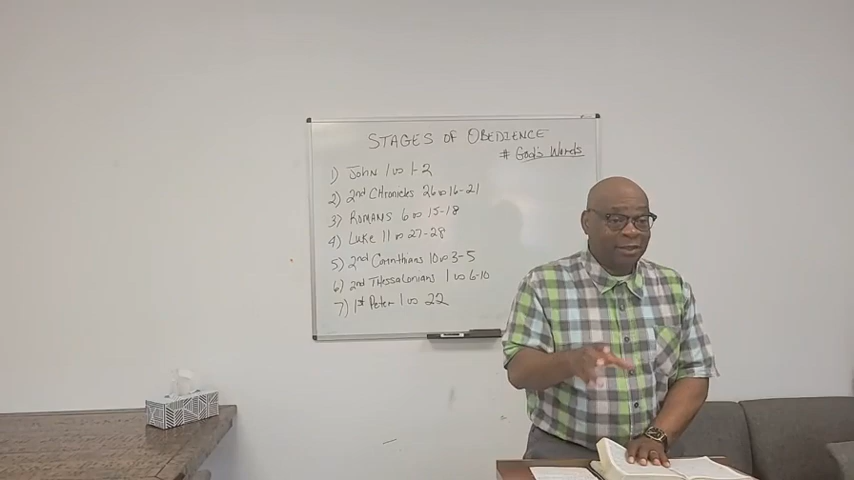 STAGES OF OBEDIENCE
# God's Words
1) John 1 vs 1-2
2) 2nd Chronicles 26 vs 16-21
3) Romans 6 vs 15-18
4) Luke 11 vs 27-28
5) 2nd Corinthians 10 vs 3-5
6) 2nd Thessalonians 1 vs 6-10
7) 1st Peter 1 vs 22